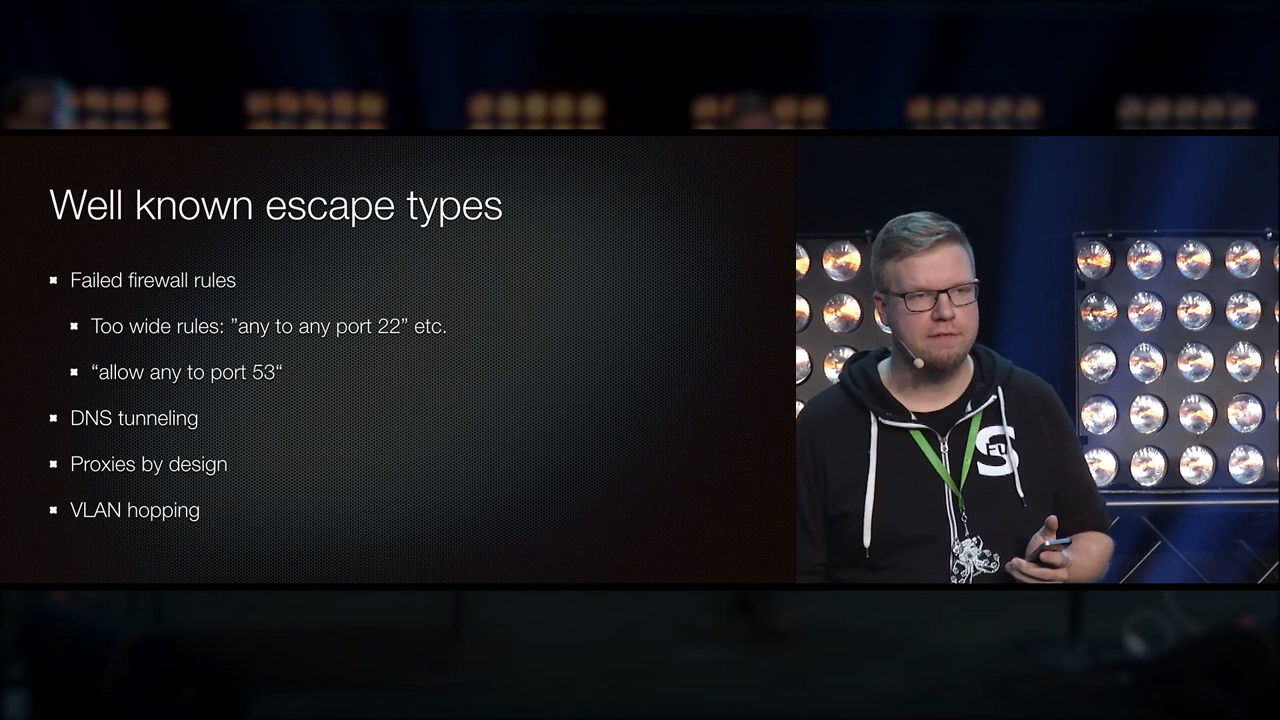 Well known escape types
Failed firewall rules
Too wide rules: ”any to any port 22” etc.
“allow any to port 53“
DNS tunneling
Proxies by design
VLAN hopping
S
FU